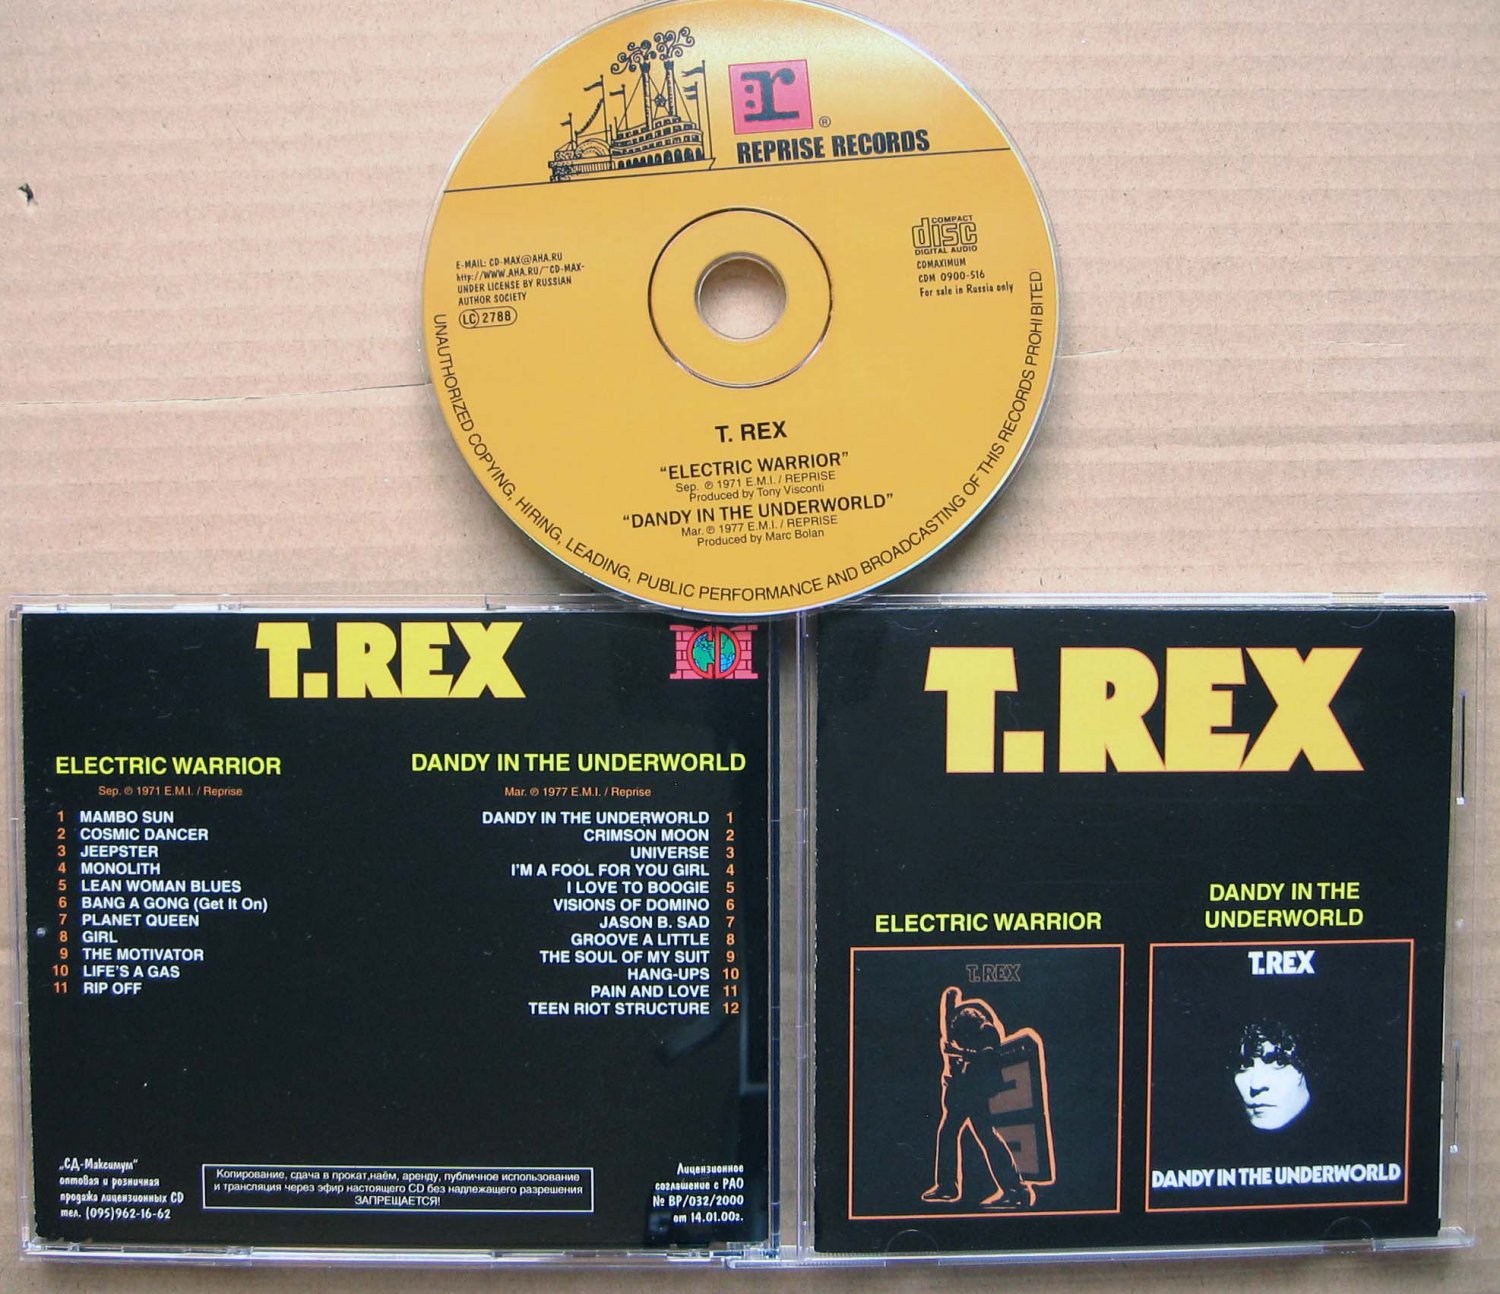 r
®
REPRISE RECORDS
E-MAIL: CD-MAX@AHA.RU
http://WWW.AHA.RU/~CD-MAX-
UNDER LICENSE BY RUSSIAN
AUTHOR SOCIETY
LC 2788
COMPACT
disc
DIGITAL AUDIO
CDMAXIMUM
CDM 0900-516
For sale in Russia only
T. REX
"ELECTRIC WARRIOR"
Sep. ℗ 1971 E.M.I. / REPRISE
Produced by Tony Visconti
"DANDY IN THE UNDERWORLD"
Mar. ℗ 1977 E.M.I. / REPRISE
Produced by Marc Bolan
UNAUTHORIZED COPYING, HIRING, LEADING, PUBLIC PERFORMANCE AND BROADCASTING OF THIS RECORDS PROHIBITED
T.REX
CD
ELECTRIC WARRIOR
Sep. ℗ 1971 E.M.I. / Reprise
1 MAMBO SUN
2 COSMIC DANCER
3 JEEPSTER
4 MONOLITH
5 LEAN WOMAN BLUES
6 BANG A GONG (Get It On)
7 PLANET QUEEN
8 GIRL
9 THE MOTIVATOR
10 LIFE'S A GAS
11 RIP OFF
DANDY IN THE UNDERWORLD
Mar. ℗ 1977 E.M.I. / Reprise
DANDY IN THE UNDERWORLD 1
CRIMSON MOON 2
UNIVERSE 3
I'M A FOOL FOR YOU GIRL 4
I LOVE TO BOOGIE 5
VISIONS OF DOMINO 6
JASON B. SAD 7
GROOVE A LITTLE 8
THE SOUL OF MY SUIT 9
HANG-UPS 10
PAIN AND LOVE 11
TEEN RIOT STRUCTURE 12
„СД-Максимум"
оптовая и розничная
продажа лицензионных CD
тел. (095)962-16-62
Копирование, сдача в прокат,наём, аренду, публичное использование
и трансляция через эфир настоящего CD без надлежащего разрешения
ЗАПРЕЩАЕТСЯ!
Лицензионное
соглашение с РАО
№ ВР/032/2000
от 14.01.00г.
T.REX
ELECTRIC WARRIOR
DANDY IN THE
UNDERWORLD
T.REX
T.REX
DANDY IN THE UNDERWORLD